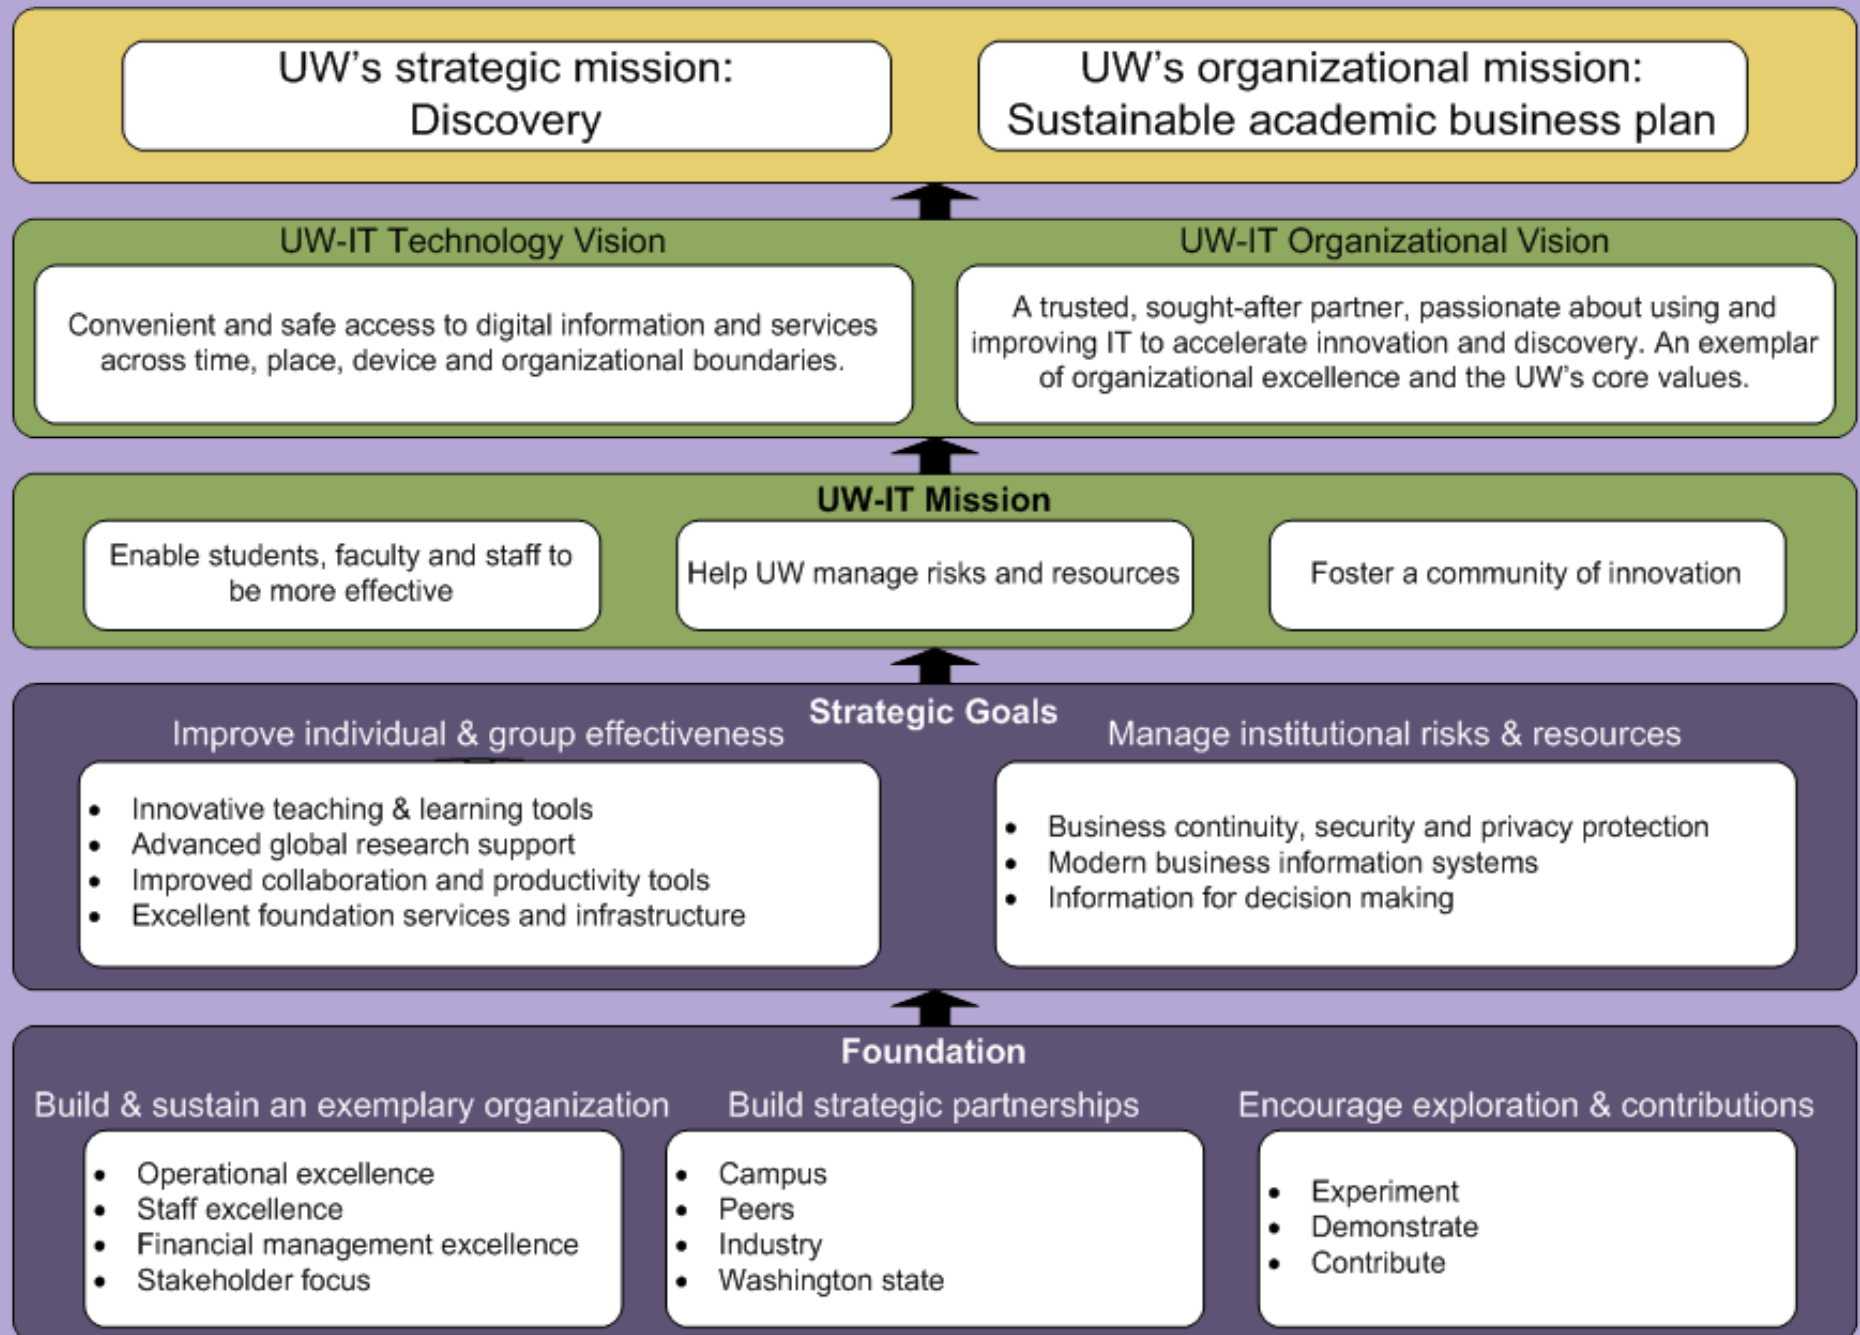 UW's strategic mission:
Discovery
UW's organizational mission:
Sustainable academic business plan
UW-IT Technology Vision
Convenient and safe access to digital information and services
across time, place, device and organizational boundaries.
UW-IT Organizational Vision
A trusted, sought-after partner, passionate about using and
improving IT to accelerate innovation and discovery. An exemplar
of organizational excellence and the UW's core values.
UW-IT Mission
Enable students, faculty and staff to
be more effective
Help UW manage risks and resources
Foster a community of innovation
Strategic Goals
Improve individual & group effectiveness
• Innovative teaching & learning tools
• Advanced global research support
• Improved collaboration and productivity tools
• Excellent foundation services and infrastructure
Manage institutional risks & resources
• Business continuity, security and privacy protection
• Modern business information systems
• Information for decision making
Foundation
Build & sustain an exemplary organization
• Operational excellence
• Staff excellence
• Financial management excellence
• Stakeholder focus
Build strategic partnerships
• Campus
• Peers
• Industry
• Washington state
Encourage exploration & contributions
• Experiment
• Demonstrate
• Contribute